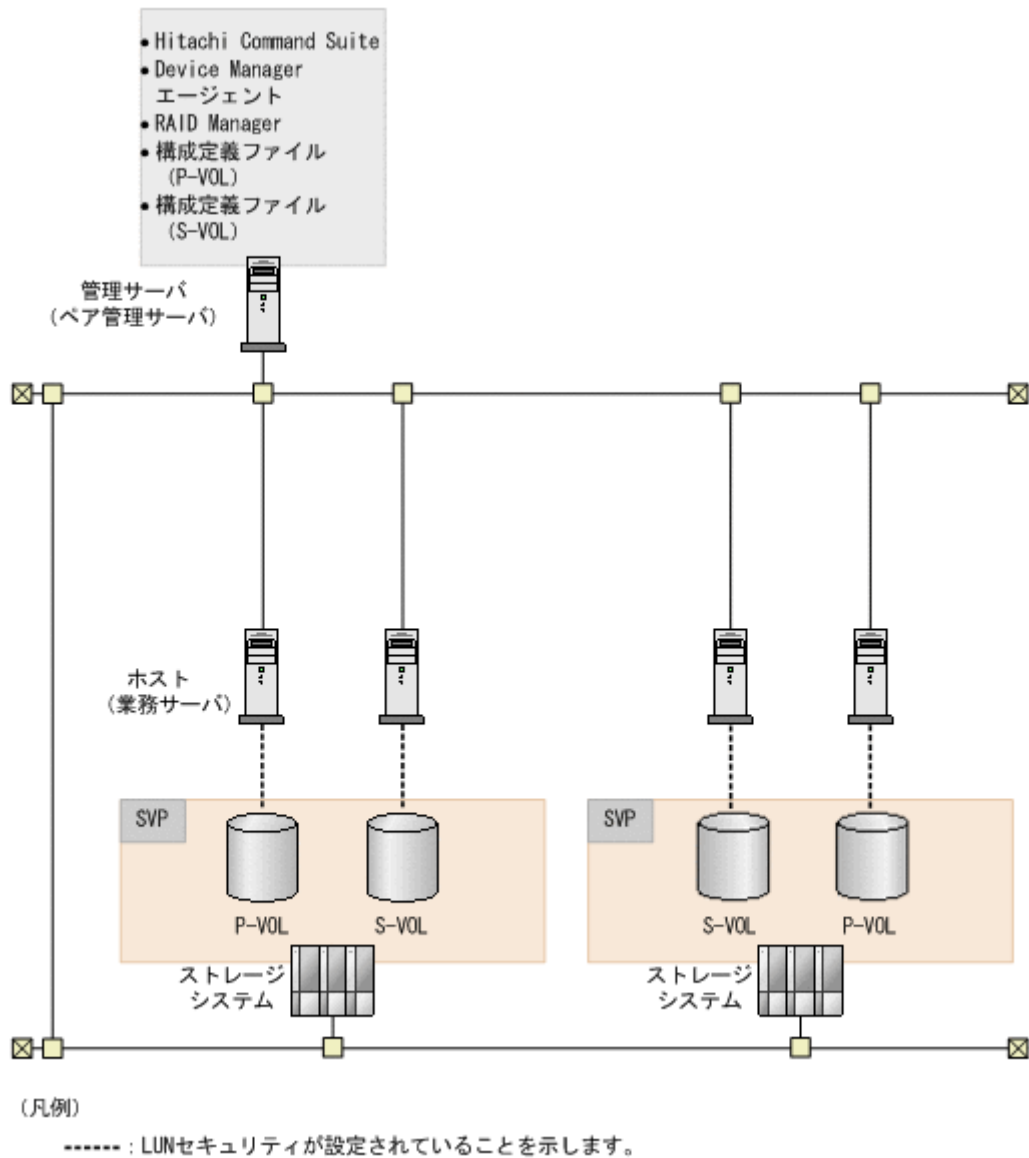 •Hitachi Command Suite
•Device Manager
エージェント
•RAID Manager
•構成定義ファイル
(P-VOL)
•構成定義ファイル
(S-VOL)
管理サーバ
(ペア管理サーバ)
ホスト
(業務サーバ)
SVP
P-VOL
S-VOL
ストレージ
システム
SVP
S-VOL
P-VOL
ストレージ
システム
(凡例)
------ : LUNセキュリティが設定されていることを示します。